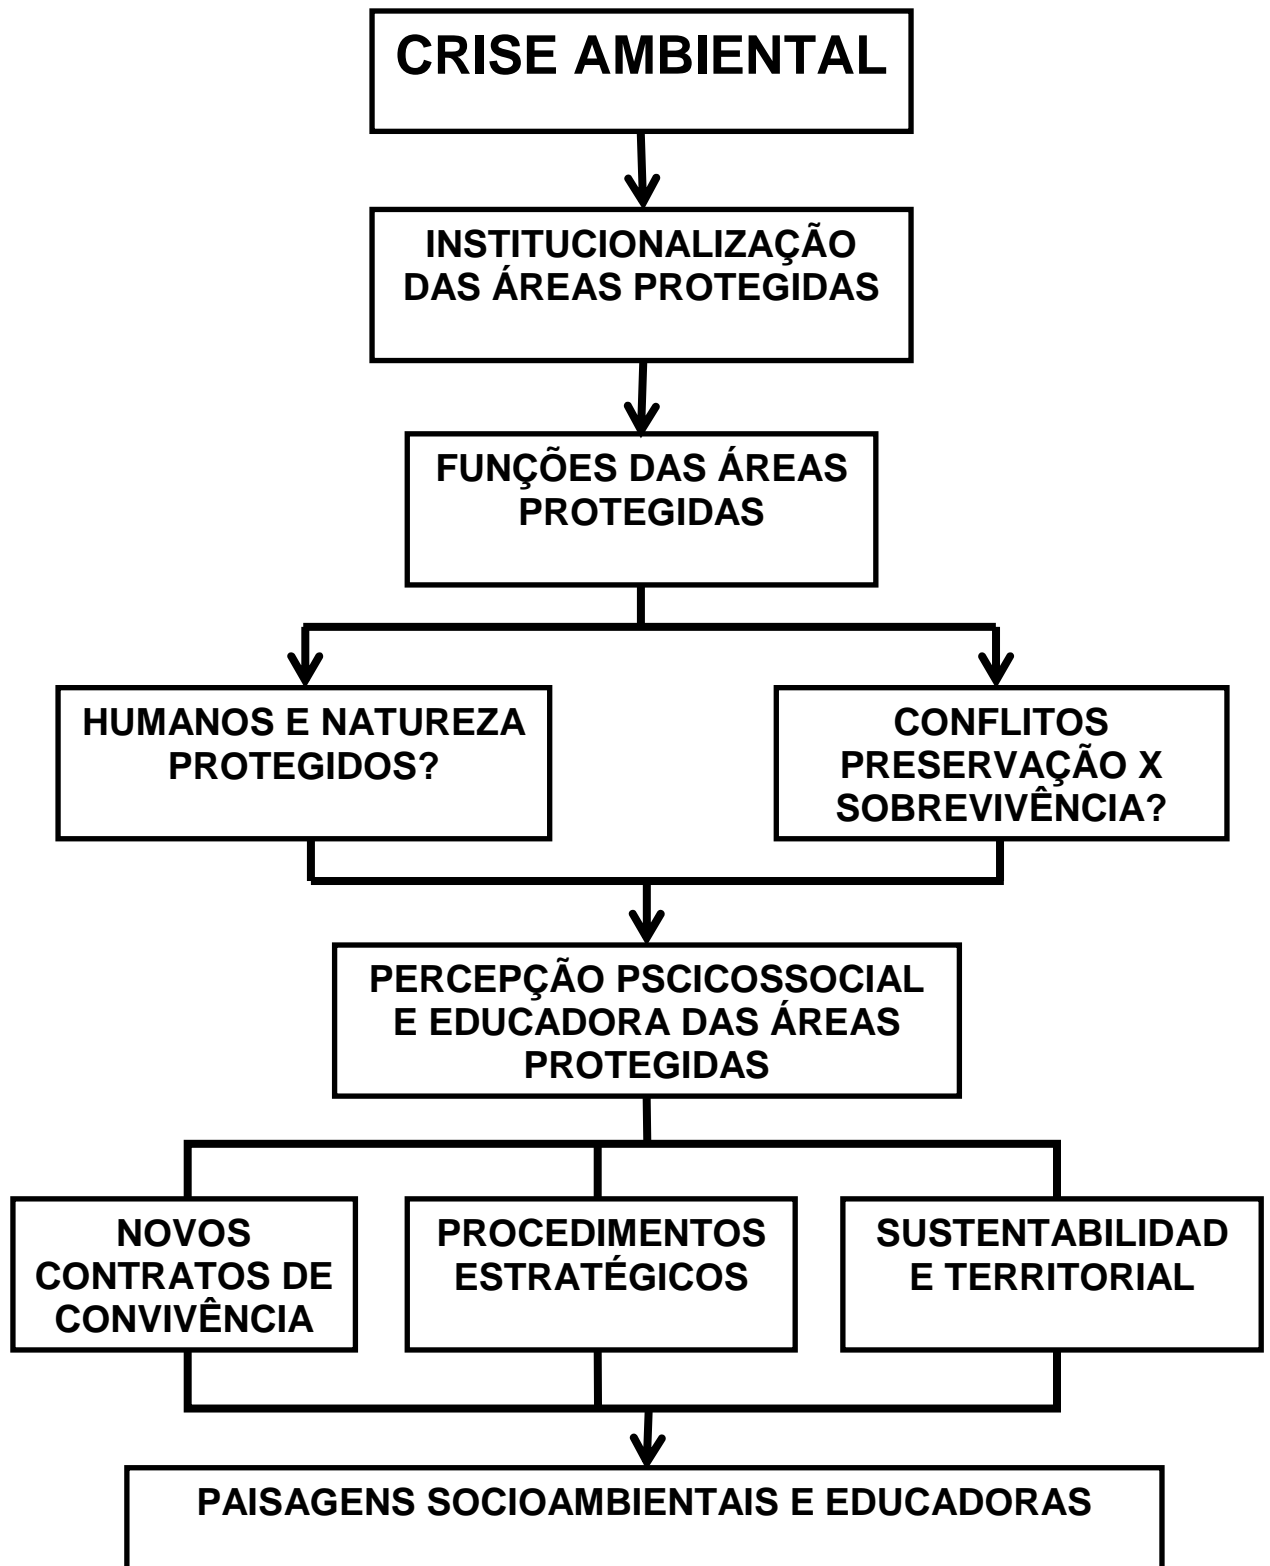 CRISE AMBIENTAL
INSTITUCIONALIZAÇÃO
DAS ÁREAS PROTEGIDAS
FUNÇÕES DAS ÁREAS
PROTEGIDAS
HUMANOS E NATUREZA
PROTEGIDOS?
CONFLITOS
PRESERVAÇÃO X
SOBREVIVÊNCIA?
PERCEPÇÃO PSCICOSSOCIAL
E EDUCADORA DAS ÁREAS
PROTEGIDAS
NOVOS
CONTRATOS DE
CONVIVÊNCIA
PROCEDIMENTOS
ESTRATÉGICOS
SUSTENTABILIDAD
E TERRITORIAL
PAISAGENS SOCIOAMBIENTAIS E EDUCADORAS